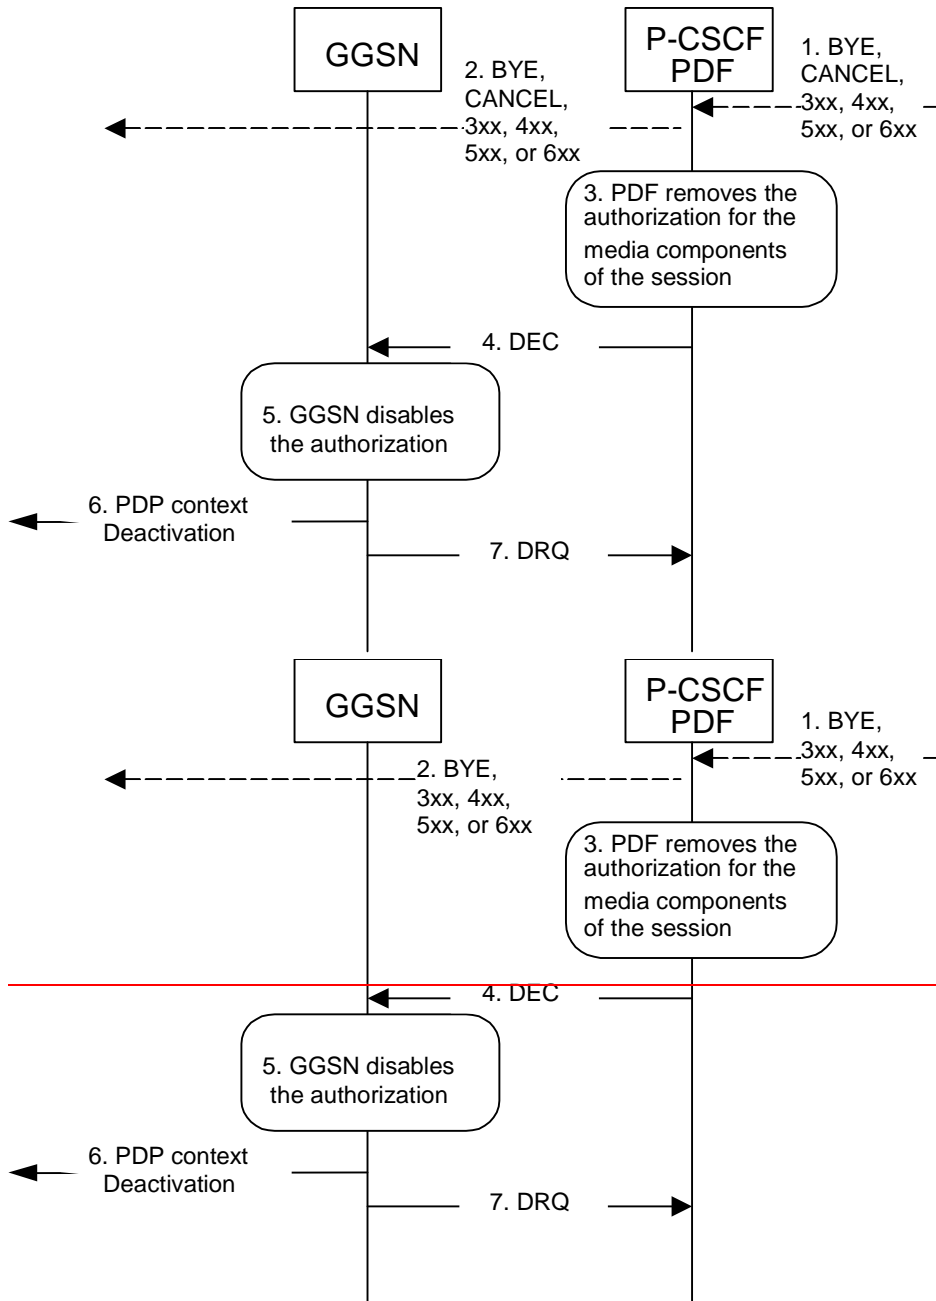 GGSN
P-CSCF
PDF
1. BYE,
CANCEL,
3xx, 4xx,
5xx, or 6xx
2. BYE,
CANCEL,
3xx, 4xx,
5xx, or 6xx
3. PDF removes the
authorization for the
media components
of the session
4. DEC
5. GGSN disables
the authorization
6. PDP context
Deactivation
7. DRQ
GGSN
P-CSCF
PDF
1. BYE,
3xx, 4xx,
5xx, or 6xx
2. BYE,
3xx, 4xx,
5xx, or 6xx
3. PDF removes the
authorization for the
media components
of the session
4. DEC
5. GGSN disables
the authorization
6. PDP context
Deactivation
7. DRQ